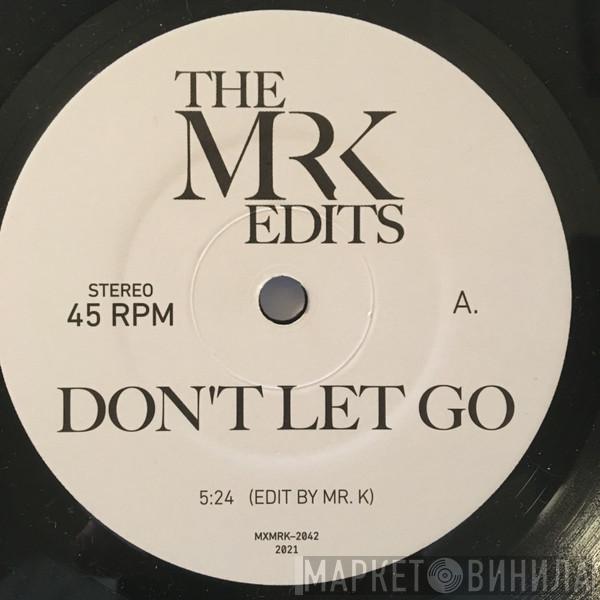 THE
MRK
EDITS
STEREO
45 RPM
A.
DON'T LET GO
5:24 (EDIT BY MR. K)
MXMRK-2042
2021
МАРКЕТ ВИНИЛА